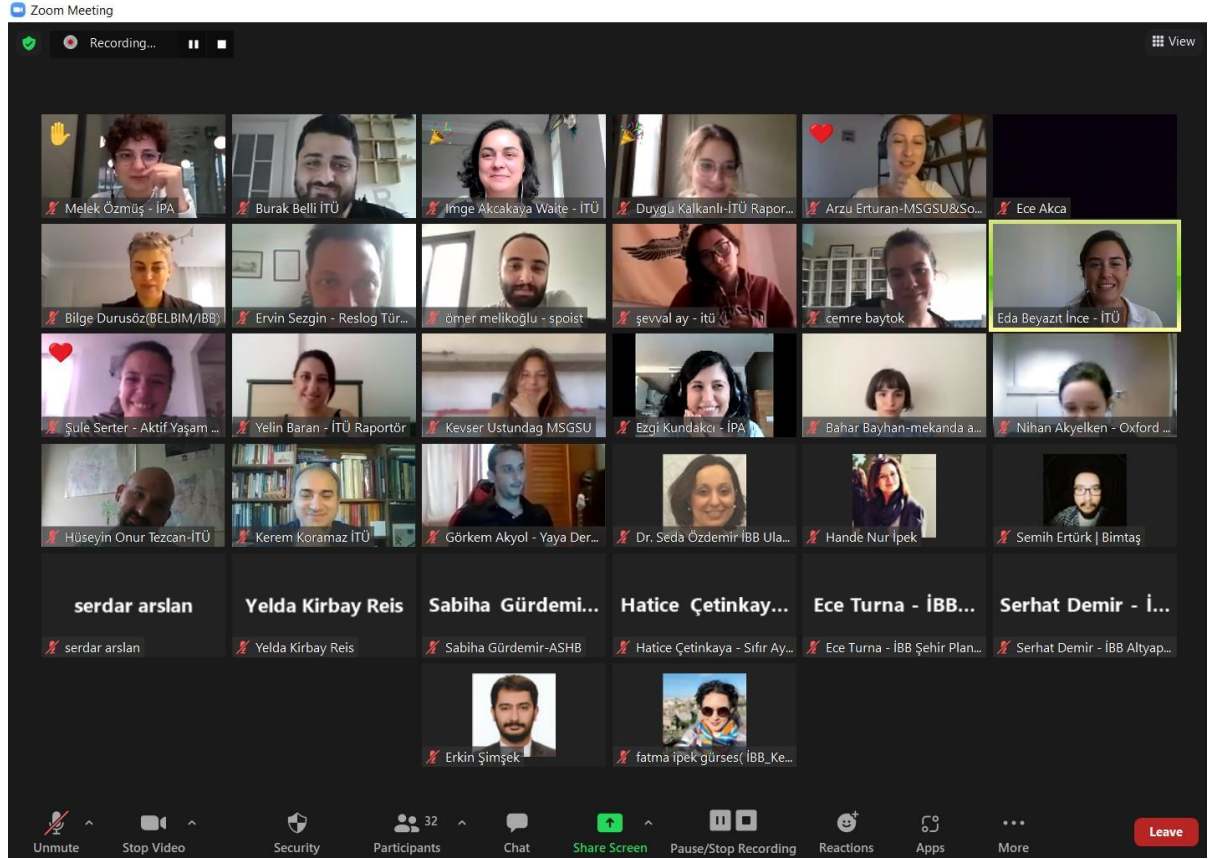 Zoom Meeting
Recording...
View
Melek Özmüş - İPA
Burak Belli İTÜ
Imge Akcakaya Waite - İTÜ
Duygu Kalkanlı-İTÜ Rapor...
Arzu Erturan-MSGSU&So...
Ece Akca
Bilge Durusöz(BELBIM/IBB)
Ervin Sezgin - Reslog Tür...
ömer melikoğlu - spoist
şevval ay - itü
cemre baytok
Eda Beyazıt İnce - İTÜ
Şule Serter - Aktif Yaşam ...
Yelin Baran - İTÜ Raportör
Kevser Ustundag MSGSU
Ezgi Kundakcı - İPA
Bahar Bayhan-mekanda a...
Nihan Akyelken - Oxford ...
Hüseyin Onur Tezcan-İTÜ
Kerem Koramaz İTÜ
Görkem Akyol - Yaya Der...
Dr. Seda Özdemir İBB Ula...
Hande Nur İpek
Semih Ertürk | Bimtaş
serdar arslan
Yelda Kirbay Reis
Sabiha Gürdemi...
Hatice Çetinkay...
Ece Turna - İBB...
Serhat Demir - İ...
serdar arslan
Yelda Kirbay Reis
Sabiha Gürdemir-ASHB
Hatice Çetinkaya - Sıfır Ay...
Ece Turna - İBB Şehir Plan...
Serhat Demir - İBB Altyap...
Erkin Şimşek
fatma ipek gürses( İBB_Ke...
32
Unmute
Stop Video
Security
Participants
Chat
Share Screen
Pause/Stop Recording
Reactions
Apps
More
Leave